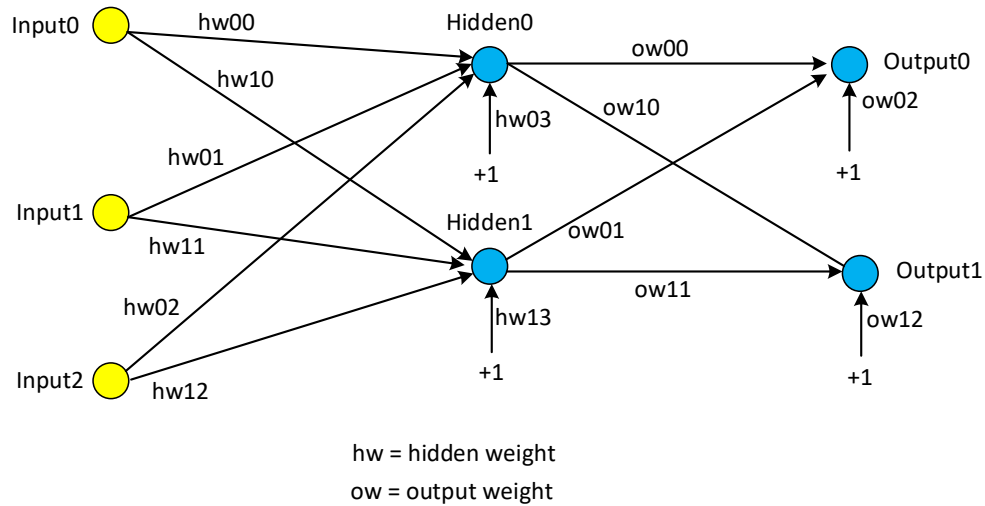 Input0
hw00
Hidden0
ow00
Output0
hw10
ow10
ow02
hw03
hw01
+1
+1
Input1
Hidden1
hw11
ow01
Output1
ow11
hw02
hw13
ow12
Input2
hw12
+1
+1
hw = hidden weight
ow = output weight